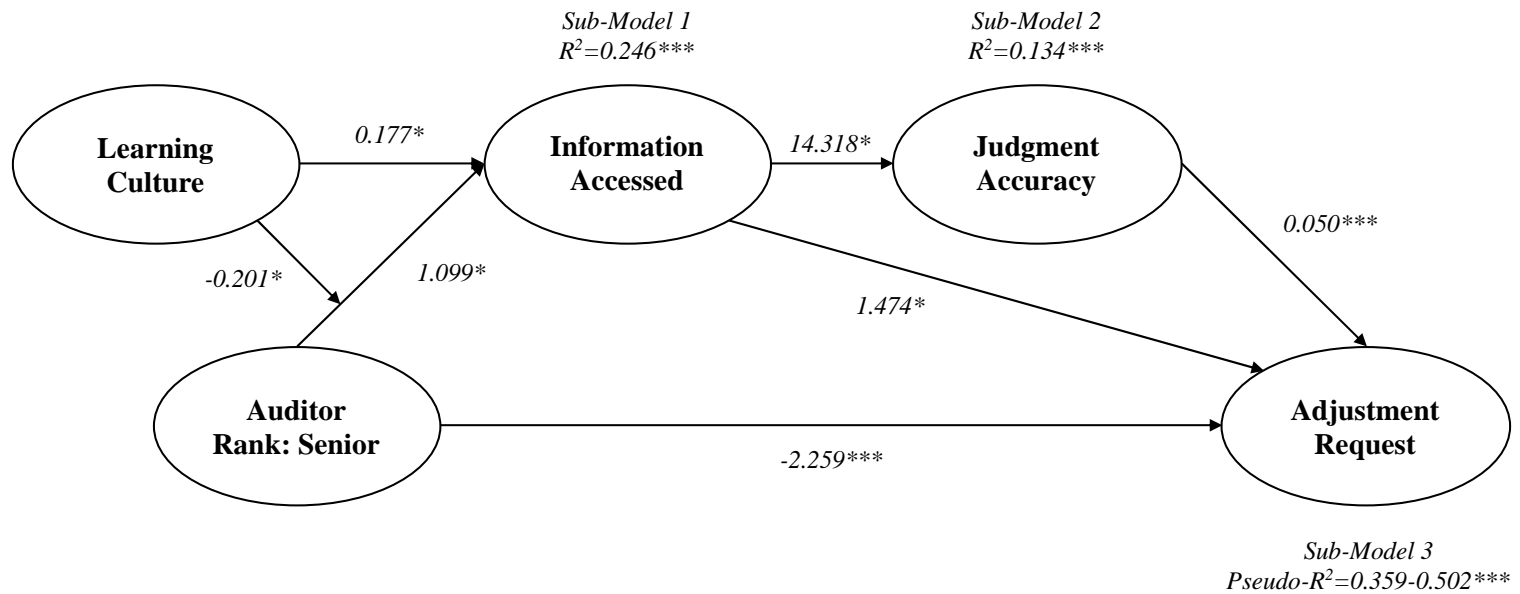 Sub-Model 1
R²=0.246***
Sub-Model 2
R²=0.134***
Learning
Culture
0.177*
Information
Accessed
14.318*
Judgment
Accuracy
0.050***
-0.201*
1.099*
1.474*
Auditor
Rank: Senior
-2.259***
Adjustment
Request
Sub-Model 3
Pseudo-R²=0.359-0.502***